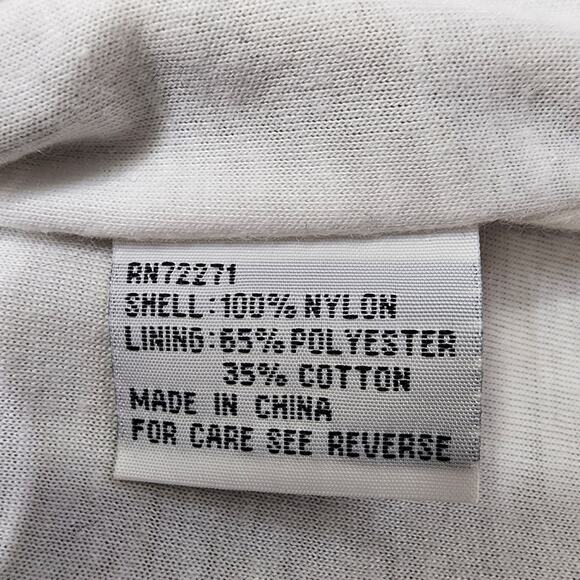 RN72271
SHELL:100% NYLON
LINING:65% POLYESTER
35% COTTON
MADE IN CHINA
FOR CARE SEE REVERSE